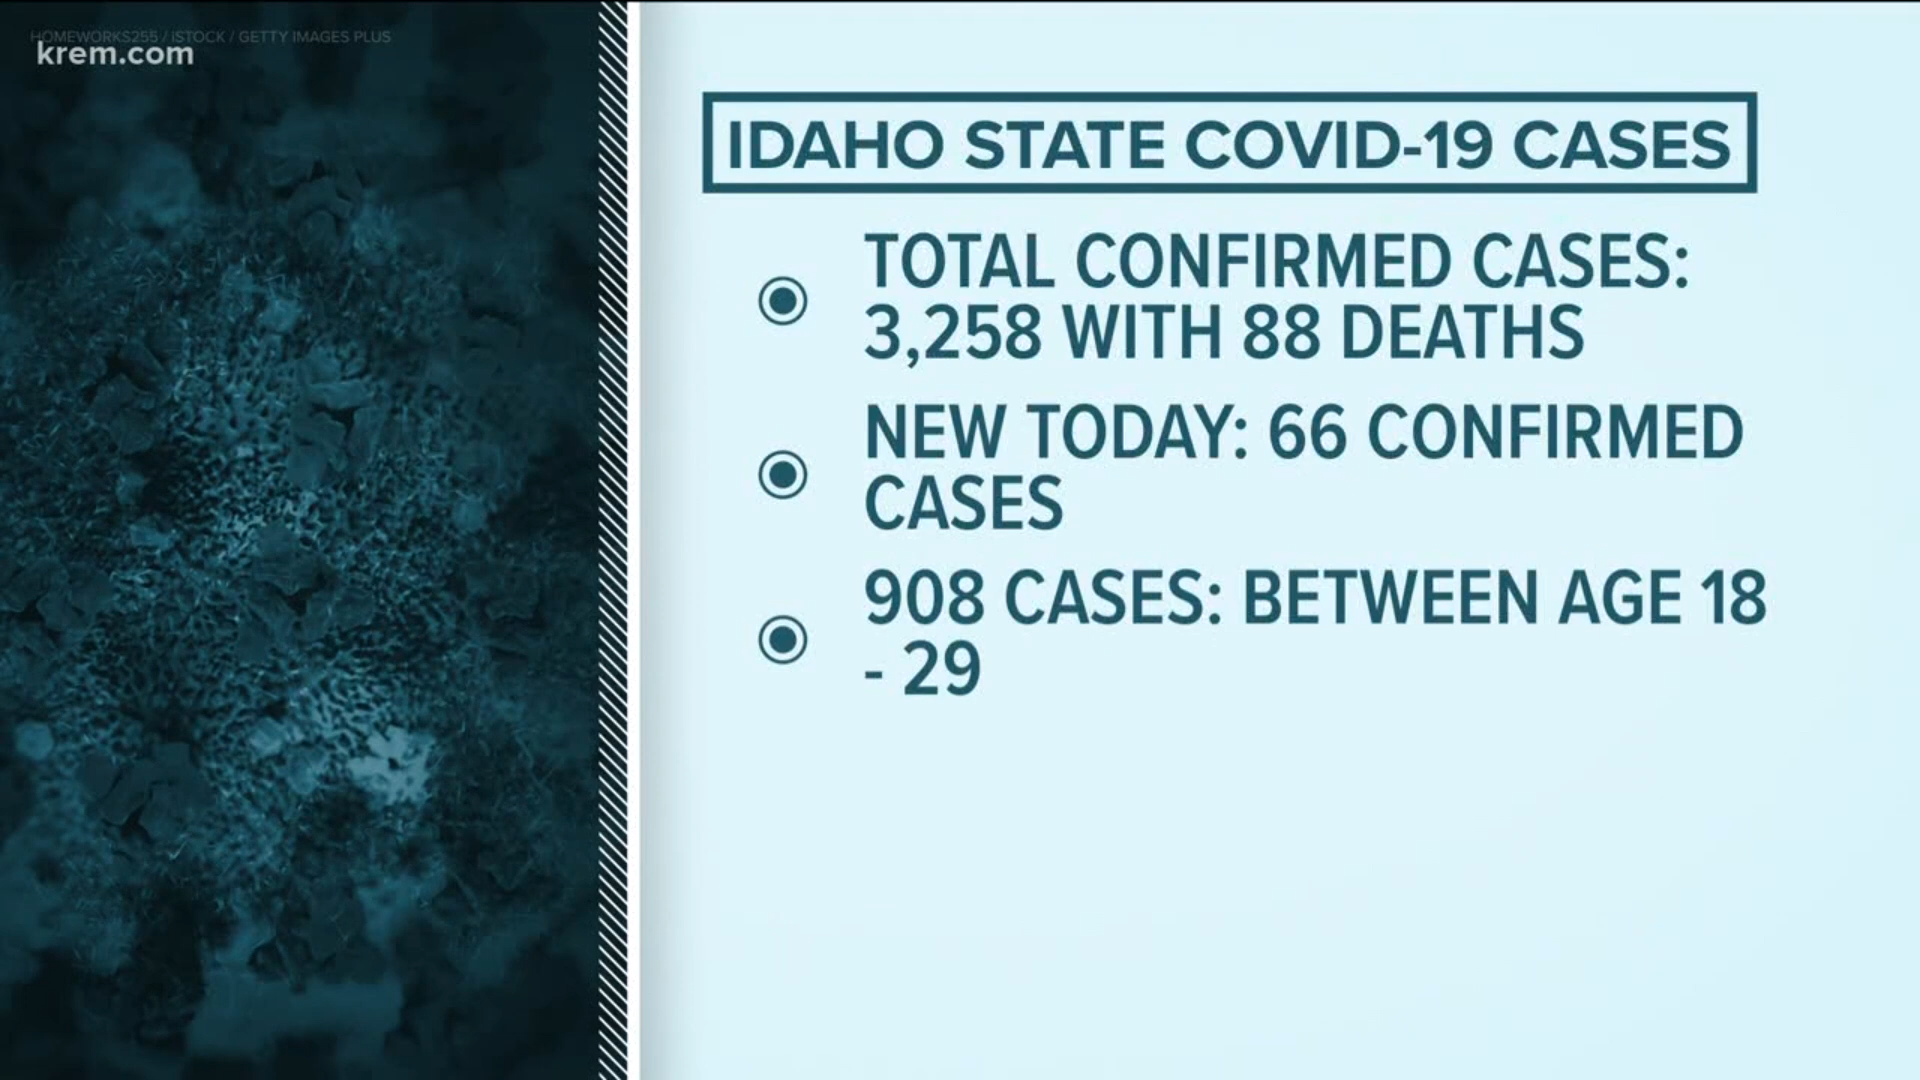 HOMEWORKS255 / iSTOCK / GETTY IMAGES PLUS
krem.com
IDAHO STATE COVID-19 CASES
TOTAL CONFIRMED CASES:
3,258 WITH 88 DEATHS
NEW TODAY: 66 CONFIRMED
CASES
908 CASES: BETWEEN AGE 18
- 29